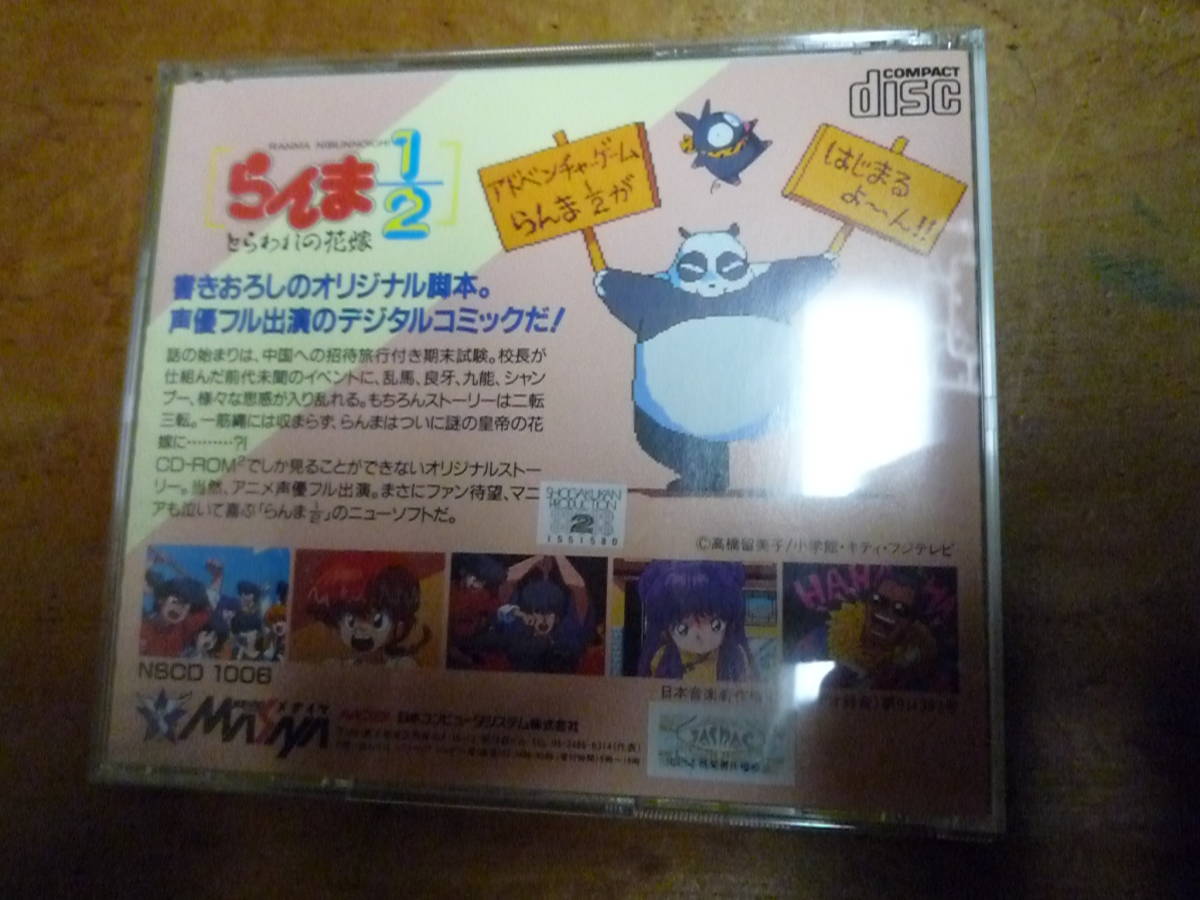 COMPACT
disc
RANMA NIBUNNOICHI
らんま1/2
とらわれの花嫁
アドベンチャーゲーム
らんま1/2が
はじまる
よ〜ん!!
書きおろしのオリジナル脚本。
声優フル出演のデジタルコミックだ!
話の始まりは、中国への招待旅行付き期末試験。校長が
仕組んだ前代未聞のイベントに、乱馬、良牙、九能、シャン
プー、様々な思惑が入り乱れる。もちろんストーリーは二転
三転。一筋縄には収まらず、らんまはついに謎の皇帝の花
嫁に………?!
CD-ROM²でしか見ることができないオリジナルストー
リー。当然、アニメ声優フル出演。まさにファン待望、マニ
アも泣いて喜ぶ「らんま1/2」のニューソフトだ。
SHOGAKUKAN
PRODUCTION
2
1551580
©高橋留美子/小学館・キティ・フジテレビ
HAHA
HA
NSCD 1006
日本音楽著作権
MASAYA
日本コンピュータシステム株式会社